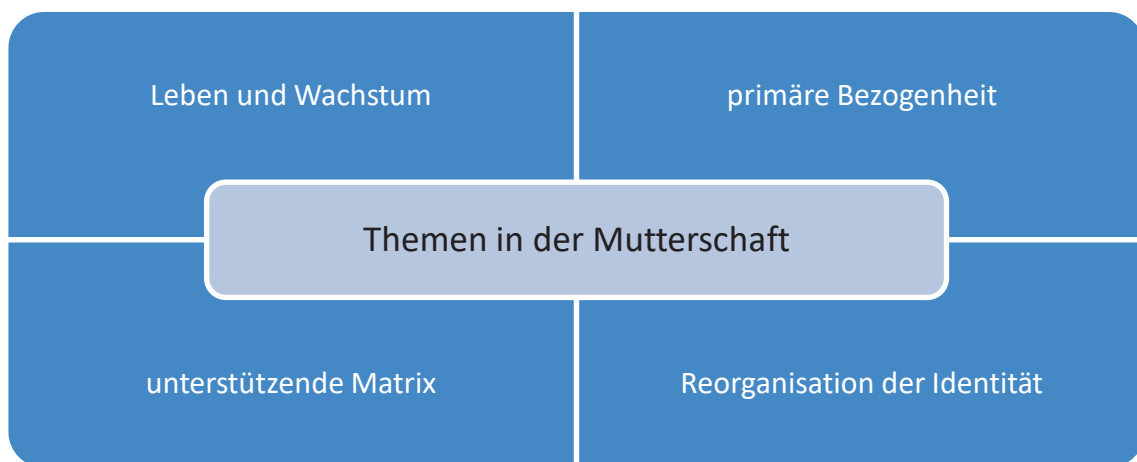 Leben und Wachstum
primäre Bezogenheit
Themen in der Mutterschaft
unterstützende Matrix
Reorganisation der Identität